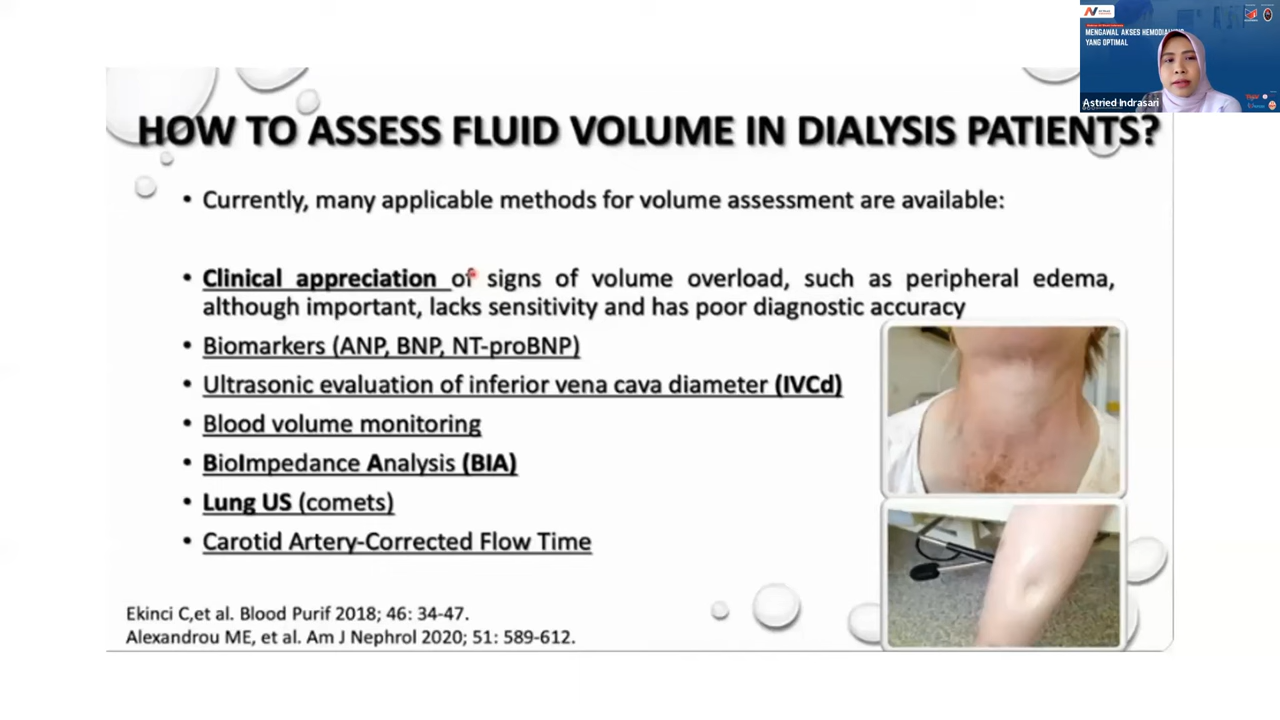 MENGAWAL AKSES HEMODIALISIS
YANG OPTIMAL
Astried Indrasari
HOW TO ASSESS FLUID VOLUME IN DIALYSIS PATIENTS?
• Currently, many applicable methods for volume assessment are available:
• Clinical appreciation of signs of volume overload, such as peripheral edema,
although important, lacks sensitivity and has poor diagnostic accuracy
• Biomarkers (ANP, BNP, NT-proBNP)
• Ultrasonic evaluation of inferior vena cava diameter (IVCd)
• Blood volume monitoring
• BioImpedance Analysis (BIA)
• Lung US (comets)
• Carotid Artery-Corrected Flow Time
Ekinci C,et al. Blood Purif 2018; 46: 34-47.
Alexandrou ME, et al. Am J Nephrol 2020; 51: 589-612.